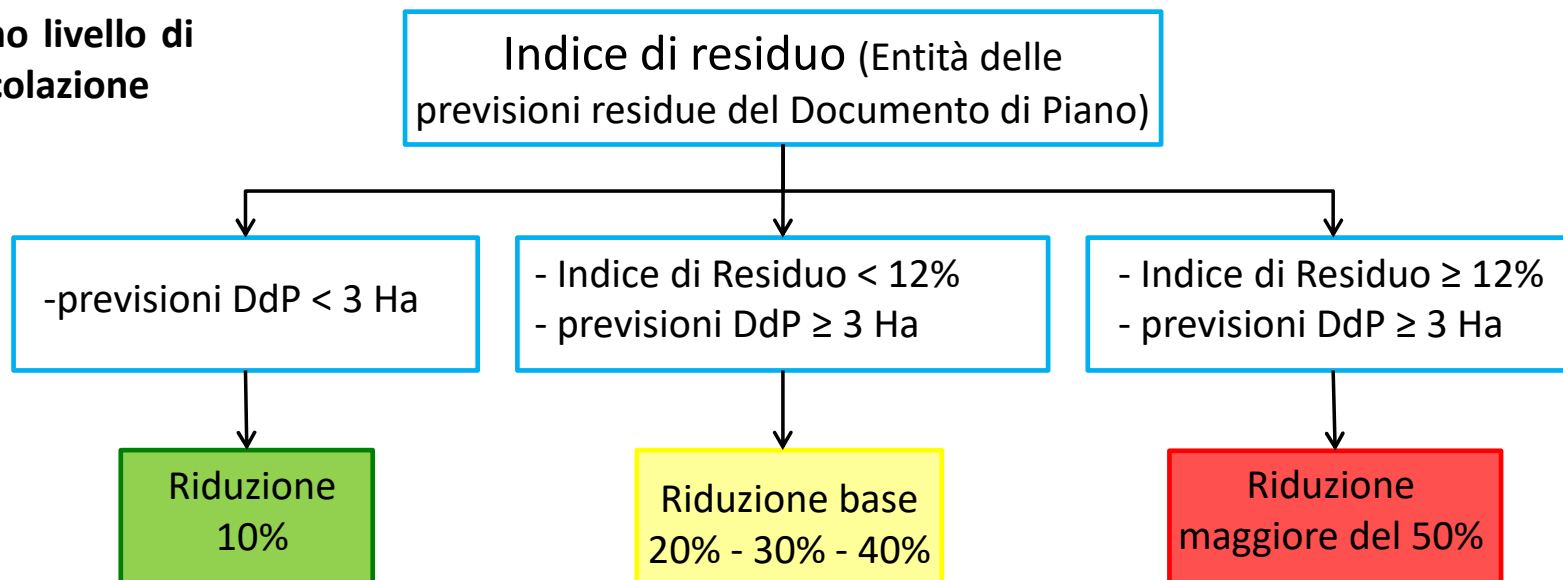 livello di
Indice di residuo (Entità delle
previsioni residue del Documento di Piano)
-previsioni DdP < 3 Ha
- Indice di Residuo < 12%
- previsioni DdP ≥ 3 Ha
- Indice di Residuo ≥ 12%
- previsioni DdP ≥ 3 Ha
Riduzione
10%
Riduzione base
20% - 30% - 40%
Riduzione
maggiore del 50%